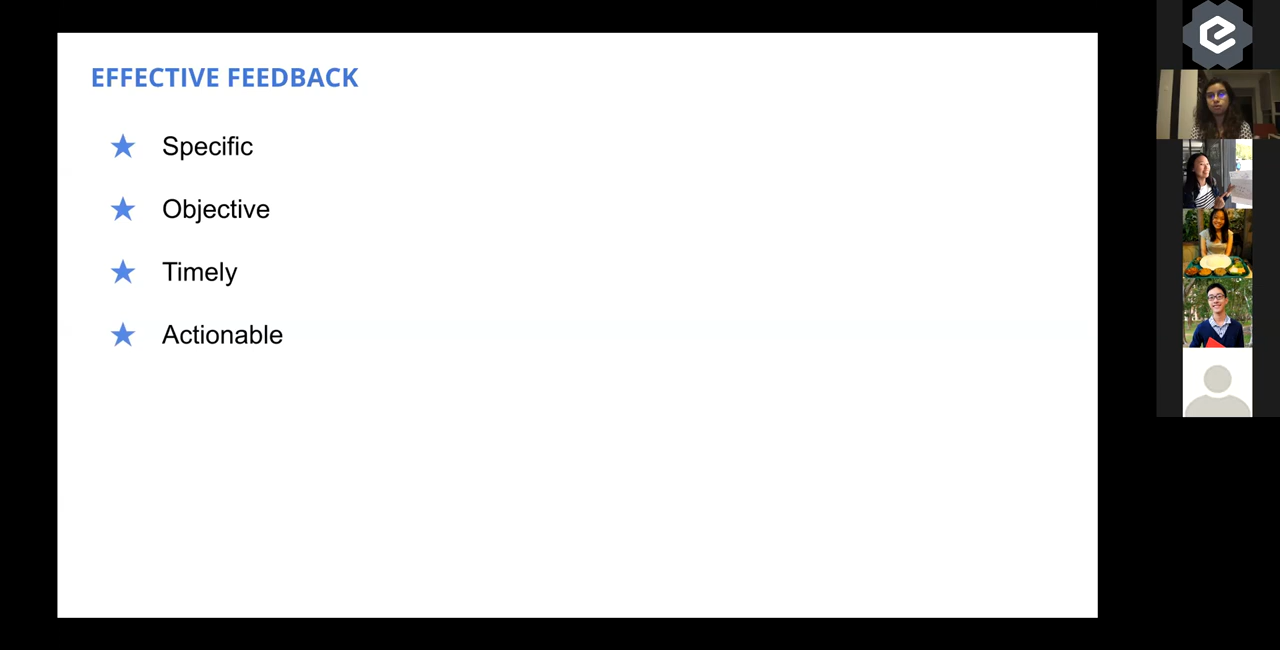 EFFECTIVE FEEDBACK
Specific
Objective
Timely
Actionable